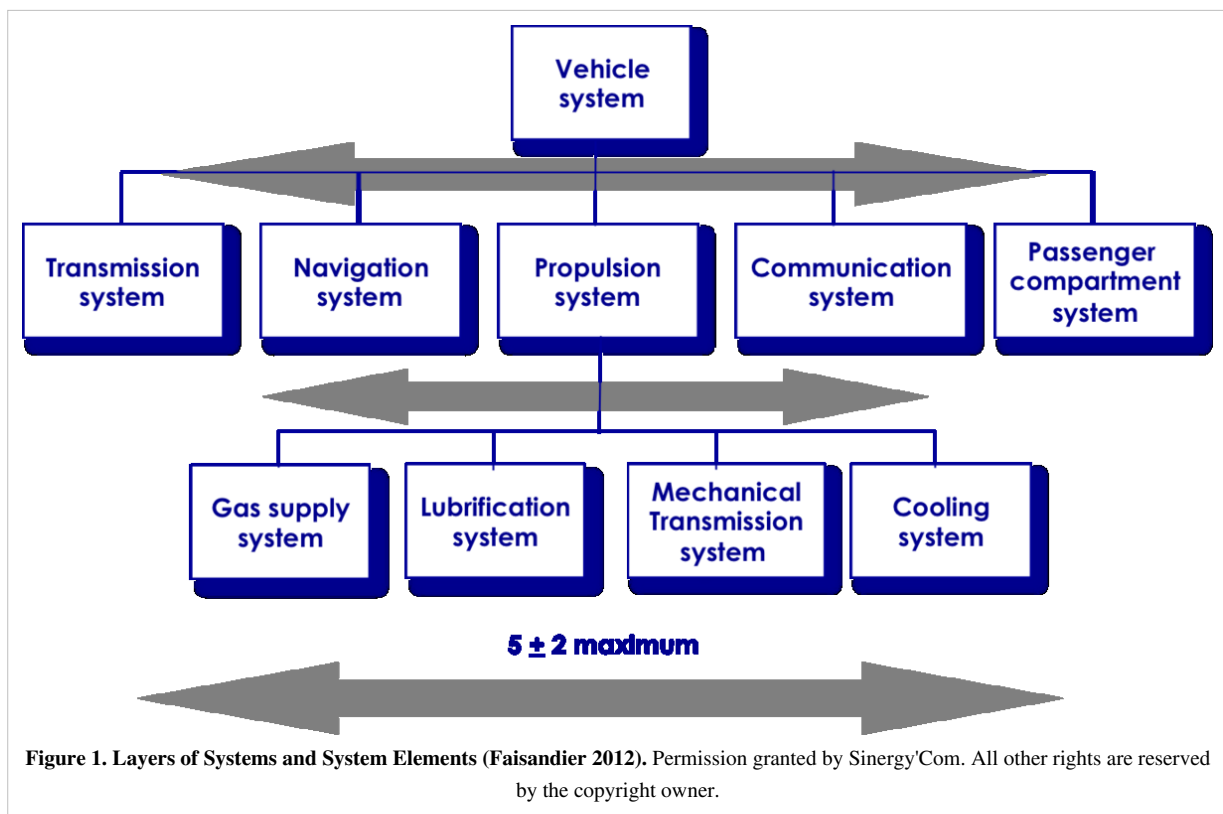 Vehicle
system
Transmission
system
Navigation
system
Propulsion
system
Communication
system
Passenger
compartment
system
Gas supply
system
Lubrification
system
Mechanical
Transmission
system
Cooling
system
5 ± 2 maximum
Figure 1. Layers of Systems and System Elements (Faisandier 2012). Permission granted by Sinergy'Com. All other rights are reserved
by the copyright owner.